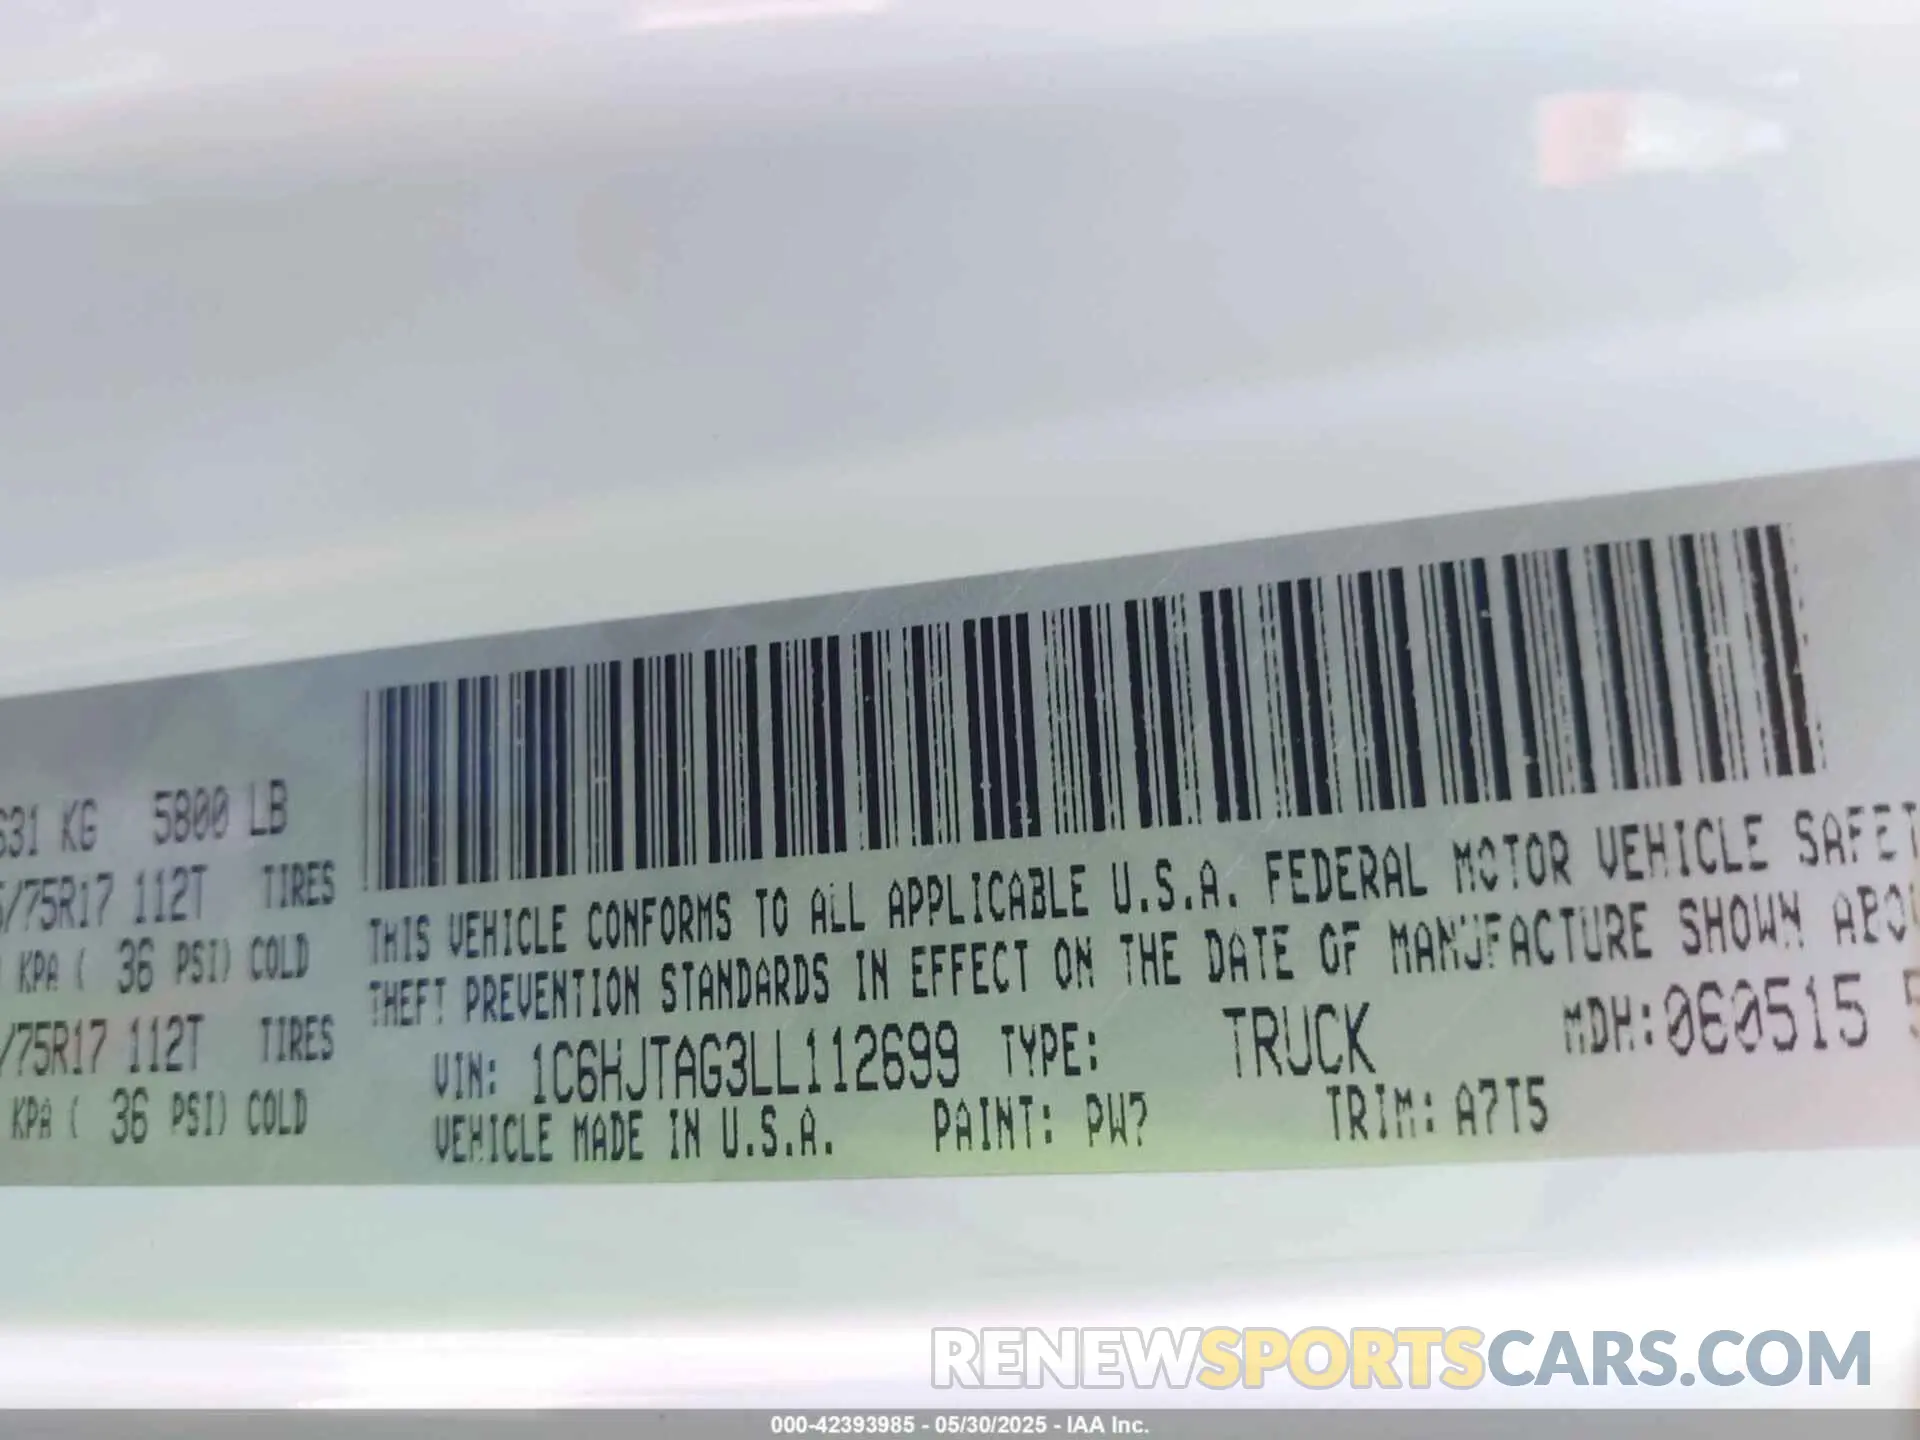 631 KG 5800 LB
/75R17 112T TIRES
KPA ( 36 PSI) COLD
/75R17 112T TIRES
KPA ( 36 PSI) COLD
THIS VEHICLE CONFORMS TO ALL APPLICABLE U.S.A. FEDERAL MOTOR VEHICLE SAFET
THEFT PREVENTION STANDARDS IN EFFECT ON THE DATE OF MANUFACTURE SHOWN ABO
VIN: 1C6HJTAG3LL112699 TYPE: TRUCK MDH:060515
VEHICLE MADE IN U.S.A. PAINT: PW7 TRIM: A7T5
RENEWSPORTSCARS.COM
000-42393985 - 05/30/2025 - IAA Inc.